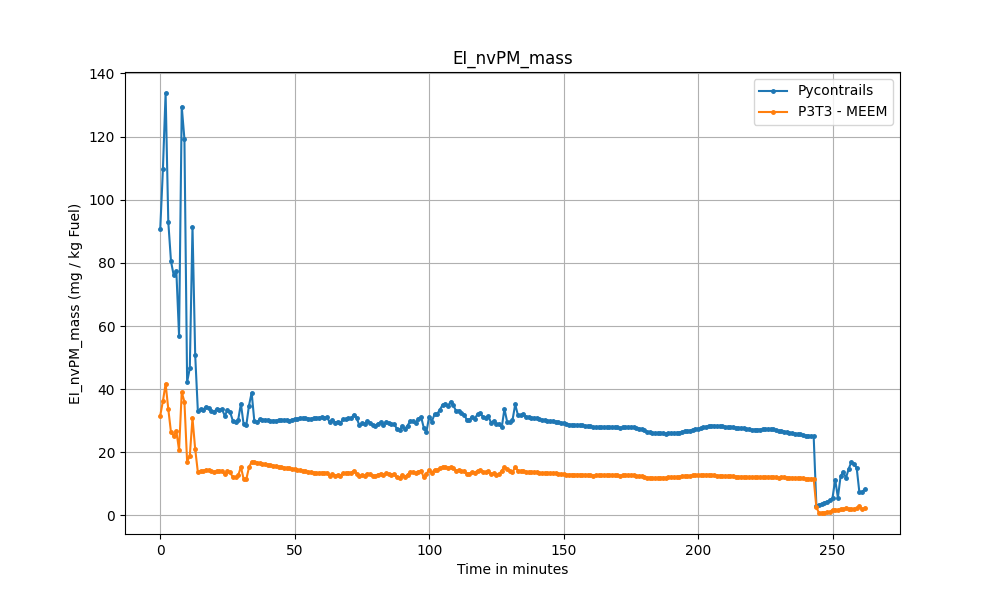 EI_nvPM_mass
EI_nvPM_mass (mg / kg Fuel)
140
120
100
80
60
40
20
0
Pycontrails
P3T3 - MEEM
0 50 100 150 200 250
Time in minutes